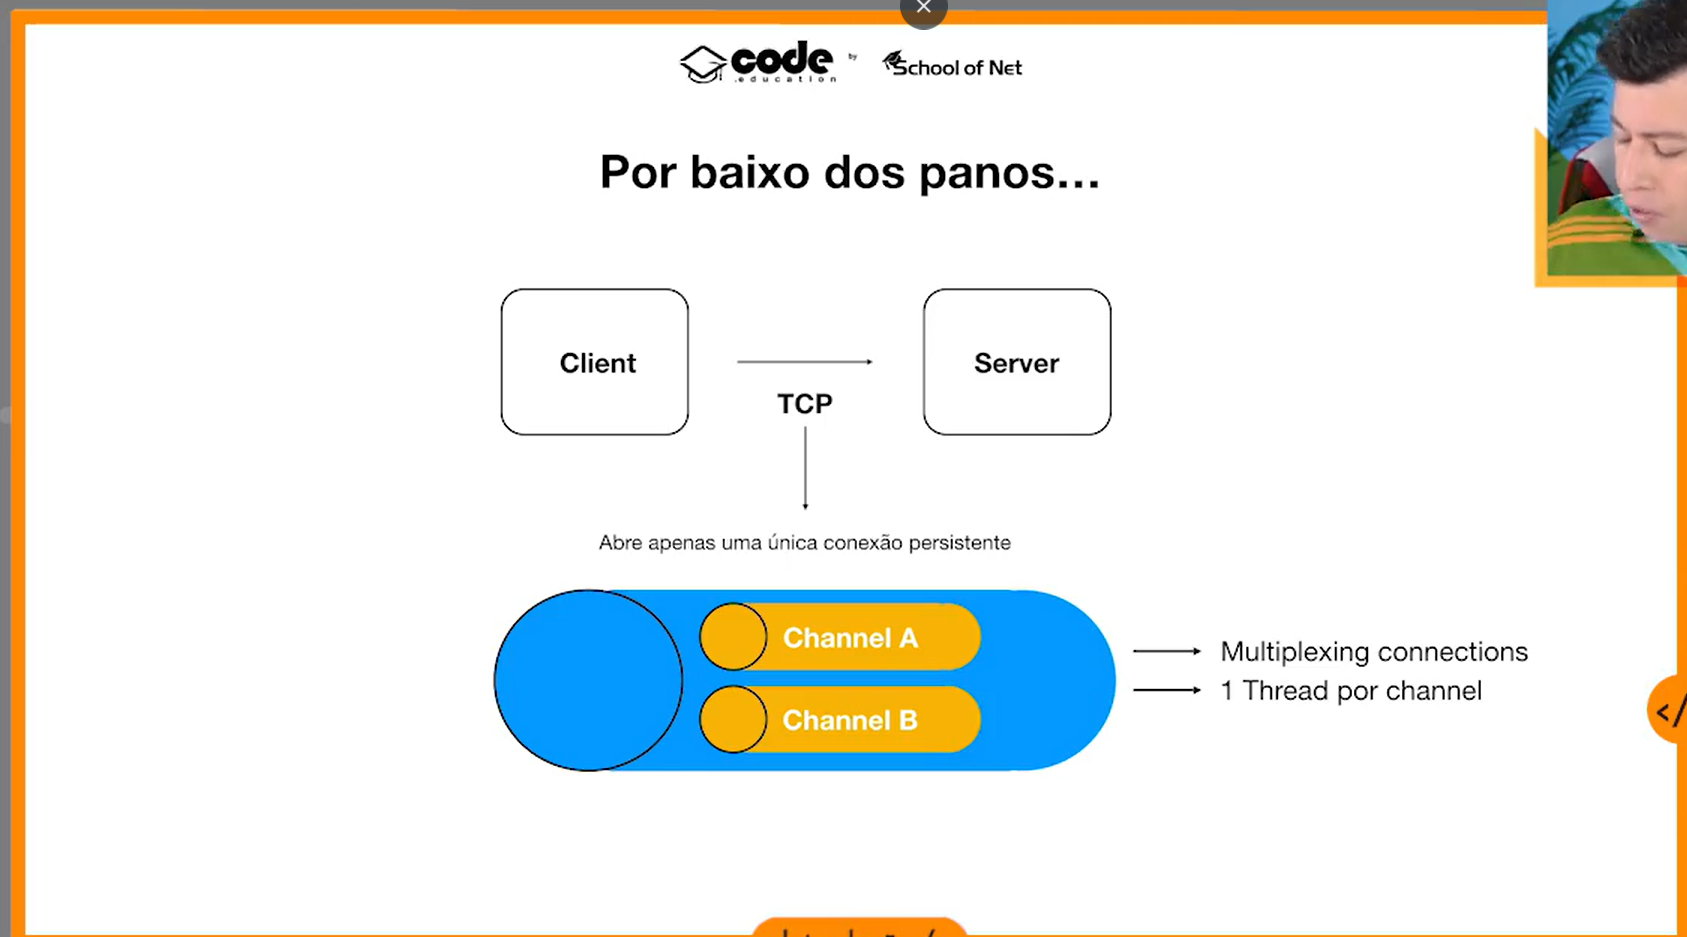 code
.education
by
School of Net
Por baixo dos panos...
Client
Server
TCP
Abre apenas uma única conexão persistente
Channel A
Channel B
Multiplexing connections
1 Thread por channel
</